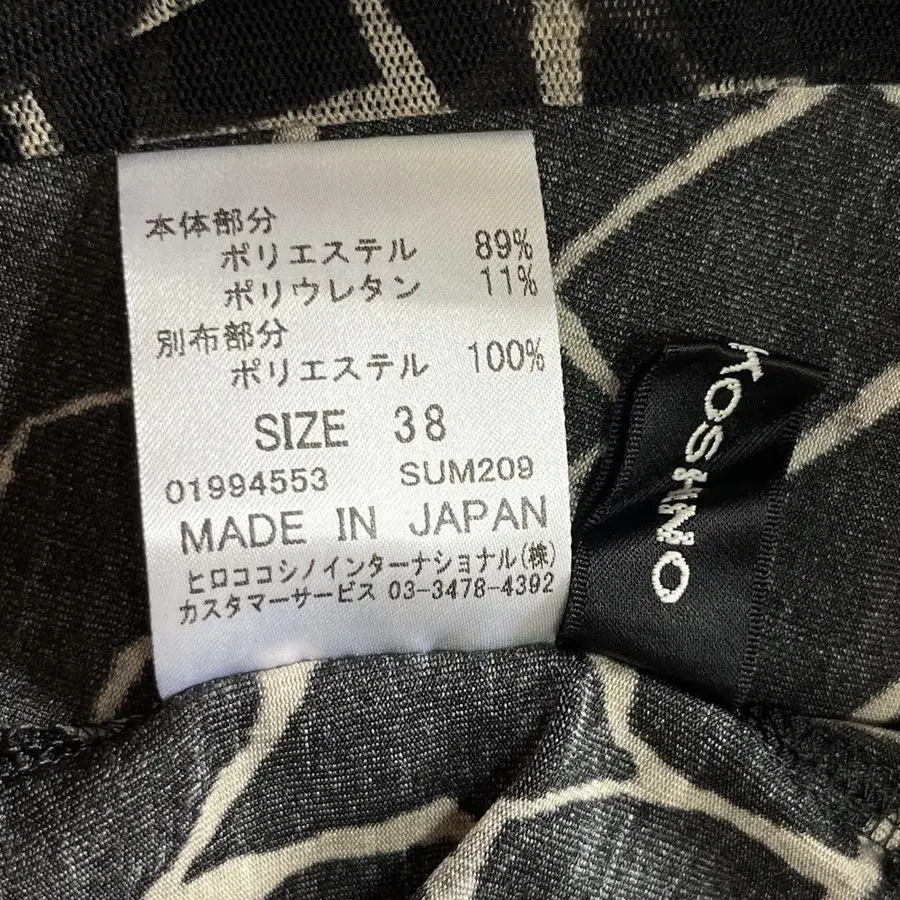 本体部分
ポリエステル 89%
ポリウレタン 11%
別布部分
ポリエステル 100%
SIZE 38
01994553 SUM209
MADE IN JAPAN
ヒロココシノインターナショナル(株)
カスタマーサービス 03-3478-4392
KOSHINO